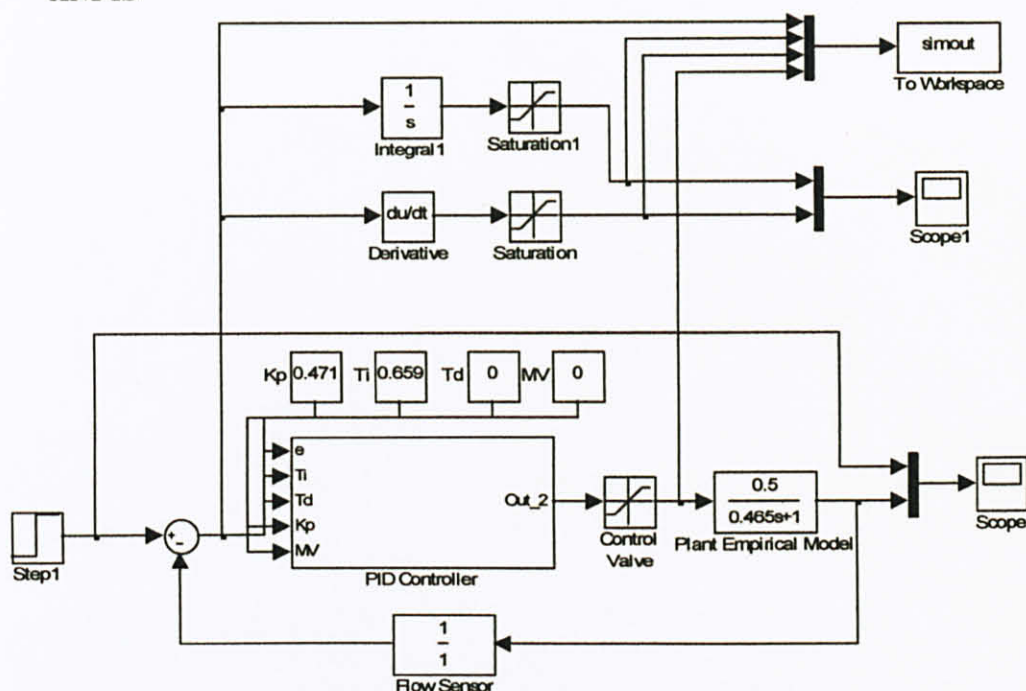 simout
To Workspace
1
s
Integral1
Saturation1
du/dt
Derivative
Saturation
Scope1
Kp 0.471 Ti 0.659 Td 0 MV 0
e
Ti
Td
Kp
MV
Out_2
PID Controller
Step1
+
-
Control
Valve
0.5
0.465s+1
Plant Empirical Model
Scope
1
1
Flow Sensor